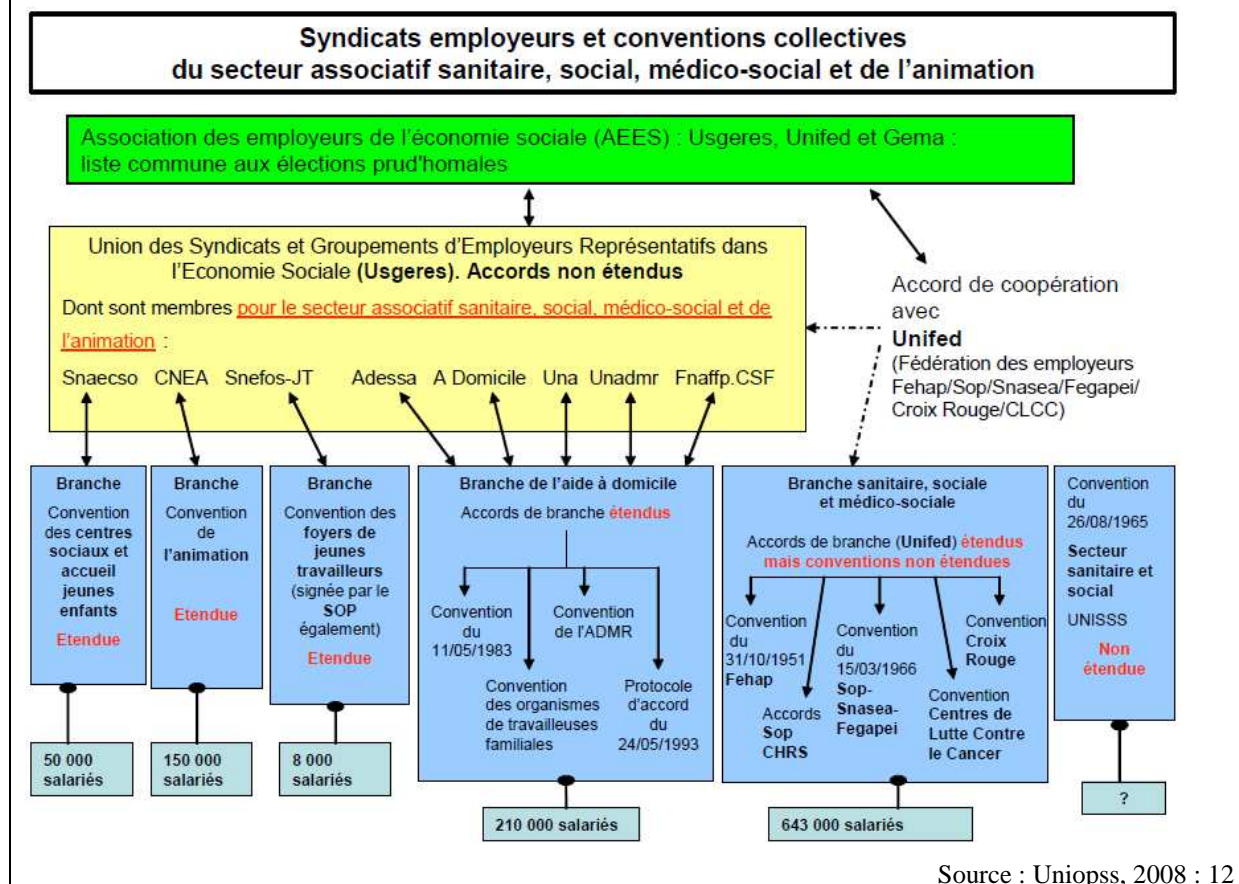 Syndicats employeurs et conventions collectives
du secteur associatif sanitaire, social, médico-social et de l'animation
Association des employeurs de l'économie sociale (AEES) : Usgeres, Unifed et Gema :
liste commune aux élections prud'homales
Union des Syndicats et Groupements d'Employeurs Représentatifs dans
l'Economie Sociale (Usgeres). Accords non étendus
Dont sont membres pour le secteur associatif sanitaire, social, médico-social et de
l'animation :
Snaecso CNEA Snefos-JT Adessa A Domicile Una Unadmr Fnaffp.CSF
Accord de coopération
avec
Unifed
(Fédération des employeurs
Fehap/Sop/Snasea/Fegapei/
Croix Rouge/CLCC)
Branche
Convention
des centres
sociaux et
accueil
jeunes
enfants
Etendue
50 000
salariés
Branche
Convention
de
l'animation
Etendue
150 000
salariés
Branche
Convention des
foyers de
jeunes
travailleurs
(signée par le
SOP
également)
Etendue
8 000
salariés
Branche de l'aide à domicile
Accords de branche étendus
Convention
du
11/05/1983
Convention
des organismes
de travailleuses
familiales
Convention
de l'ADMR
Protocole
d'accord
du
24/05/1993
210 000 salariés
Branche sanitaire, sociale
et médico-sociale
Accords de branche (Unifed) étendus
mais conventions non étendues
Convention
du
31/10/1951
Fehap
Accords
Sop
CHRS
Convention
du
15/03/1966
Sop-
Snasea-
Fegapei
Convention
Centres de
Lutte Contre
le Cancer
Convention
Croix
Rouge
643 000 salariés
Convention
du
26/08/1965
Secteur
sanitaire et
social
UNISSS
Non
étendue
?
Source : Uniopss, 2008 : 12